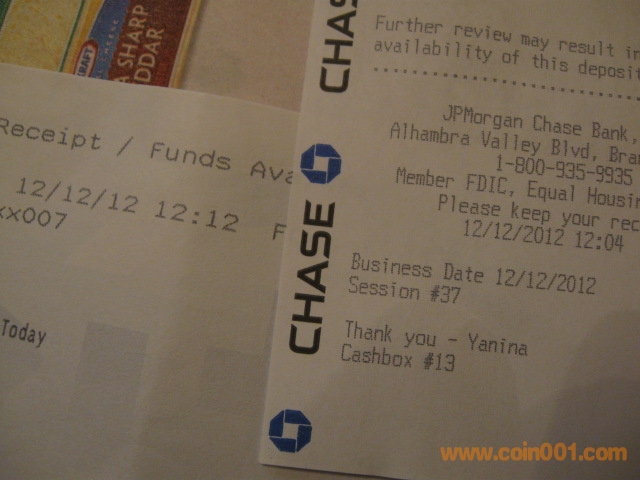 KRAFT
CHEESE
A SHARP
DDAR
Receipt / Funds Ava
12/12/12 12:12 F
xx007
Today
CHASE
CHASE
Further review may result in
availability of this deposit
JPMorgan Chase Bank,
Alhambra Valley Blvd, Bran
1-800-935-9935
Member FDIC, Equal Housin
Please keep your rec
12/12/2012 12:04
Business Date 12/12/2012
Session #37
Thank you - Yanina
Cashbox #13
www.coin001.com